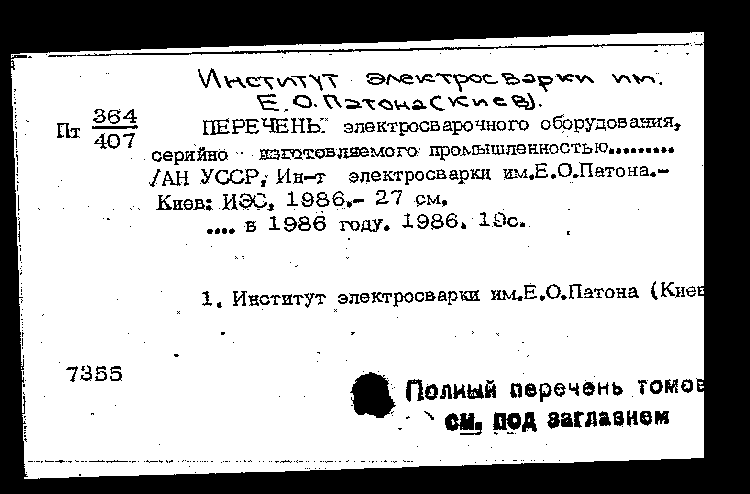 Институт электросварки им.
Е.О.Патона(Киев).
Пт 364/407
ПЕРЕЧЕНЬ электросварочного оборудования,
серийно изготовляемого промышленностью.........
/АН УССР, Ин-т электросварки им.Е.О.Патона.-
Киев: ИЭС, 1986.- 27 см.
.... в 1986 году. 1986. 10с.
1. Институт электросварки им.Е.О.Патона (Киев
7355
Полный перечень томов
см. под заглавием